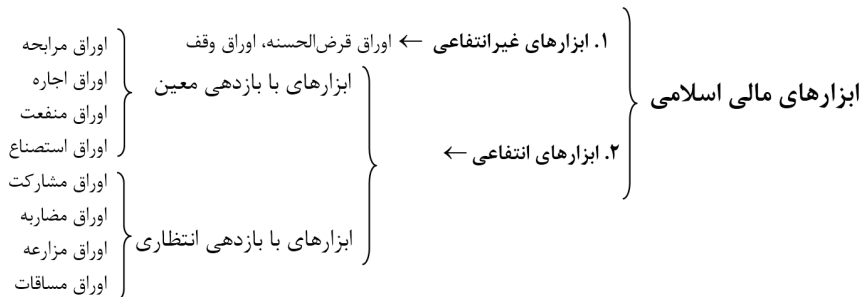 ابزارهای مالی اسلامی
۱. ابزارهای غیرانتفاعی ← اوراق قرض‌الحسنه، اوراق وقف
۲. ابزارهای انتفاعی ←
ابزارهای با بازدهی معین
اوراق مرابحه
اوراق اجاره
اوراق منفعت
اوراق استصناع
ابزارهای با بازدهی انتظاری
اوراق مشارکت
اوراق مضاربه
اوراق مزارعه
اوراق مساقات